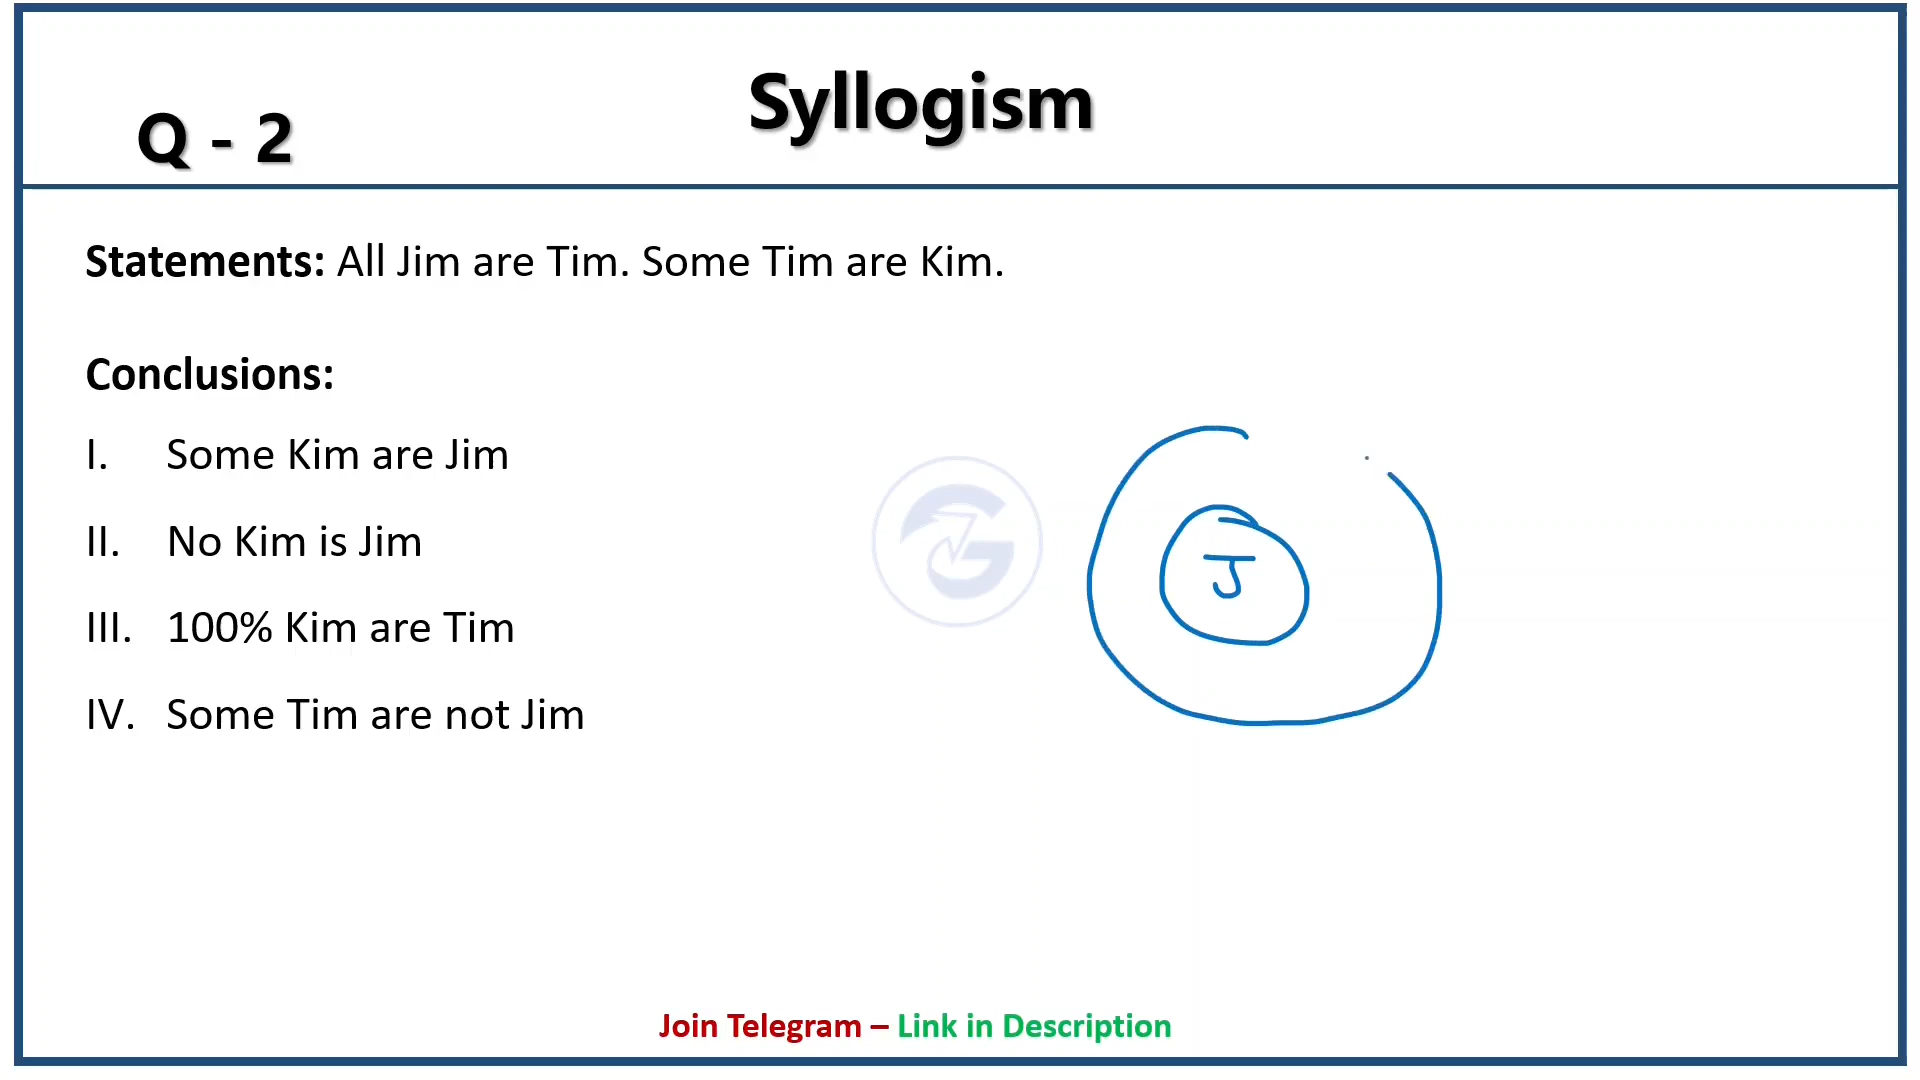 Syllogism
Q - 2
Statements: All Jim are Tim. Some Tim are Kim.
Conclusions:
I. Some Kim are Jim
II. No Kim is Jim
III. 100% Kim are Tim
IV. Some Tim are not Jim
J
Join Telegram – Link in Description